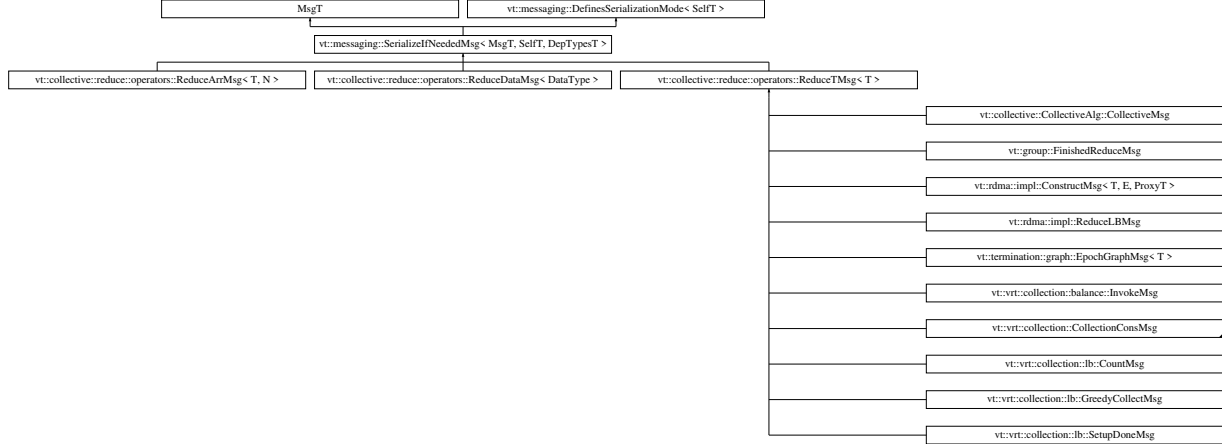 MsgT
vt::messaging::DefinesSerializationMode< SelfT >
vt::messaging::SerializeIfNeededMsg< MsgT, SelfT, DepTypesT >
vt::collective::reduce::operators::ReduceArrMsg< T, N >
vt::collective::reduce::operators::ReduceDataMsg< DataType >
vt::collective::reduce::operators::ReduceTMsg< T >
vt::collective::CollectiveAlg::CollectiveMsg
vt::group::FinishedReduceMsg
vt::rdma::impl::ConstructMsg< T, E, ProxyT >
vt::rdma::impl::ReduceLBMsg
vt::termination::graph::EpochGraphMsg< T >
vt::vrt::collection::balance::InvokeMsg
vt::vrt::collection::CollectionConsMsg
vt::vrt::collection::lb::CountMsg
vt::vrt::collection::lb::GreedyCollectMsg
vt::vrt::collection::lb::SetupDoneMsg